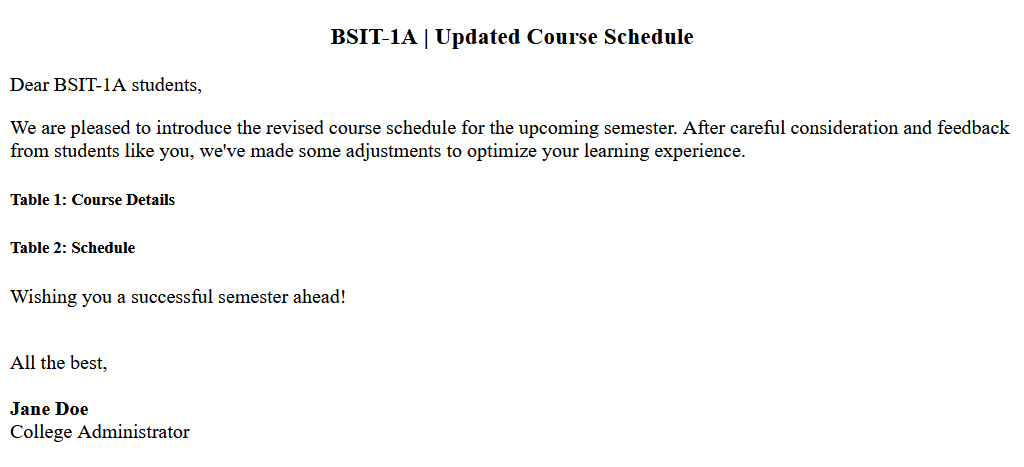 BSIT-1A | Updated Course Schedule
Dear BSIT-1A students,
We are pleased to introduce the revised course schedule for the upcoming semester. After careful consideration and feedback
from students like you, we've made some adjustments to optimize your learning experience.
Table 1: Course Details
Table 2: Schedule
Wishing you a successful semester ahead!
All the best,
Jane Doe
College Administrator